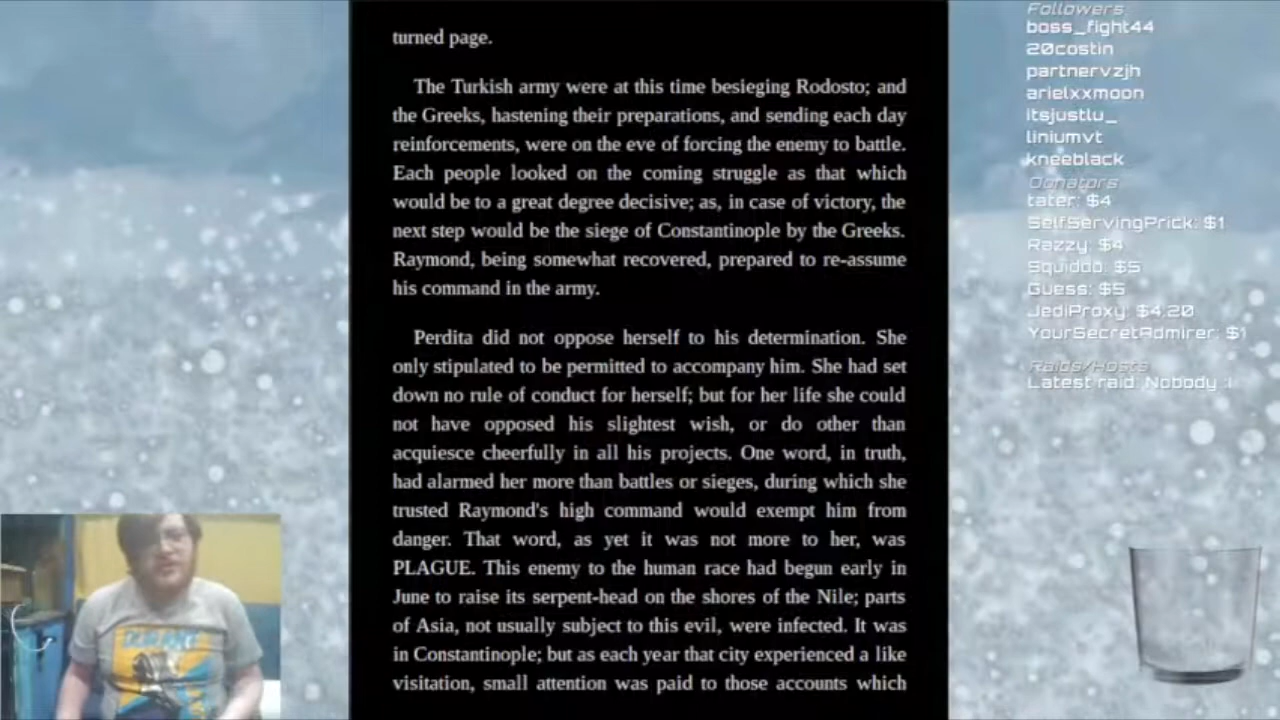 turned page.
The Turkish army were at this time besieging Rodosto; and
the Greeks, hastening their preparations, and sending each day
reinforcements, were on the eve of forcing the enemy to battle.
Each people looked on the coming struggle as that which
would be to a great degree decisive; as, in case of victory, the
next step would be the siege of Constantinople by the Greeks.
Raymond, being somewhat recovered, prepared to re-assume
his command in the army.
Perdita did not oppose herself to his determination. She
only stipulated to be permitted to accompany him. She had set
down no rule of conduct for herself; but for her life she could
not have opposed his slightest wish, or do other than
acquiesce cheerfully in all his projects. One word, in truth,
had alarmed her more than battles or sieges, during which she
trusted Raymond's high command would exempt him from
danger. That word, as yet it was not more to her, was
PLAGUE. This enemy to the human race had begun early in
June to raise its serpent-head on the shores of the Nile; parts
of Asia, not usually subject to this evil, were infected. It was
in Constantinople; but as each year that city experienced a like
visitation, small attention was paid to those accounts which
Followers
boss_fight44
20costin
partnervzjh
arielxxmoon
itsjustlu_
liniumvt
kneeblack
Donators
tater: $4
SelfServingPrick: $1
Razzy: $4
Squidob: $5
Guess: $5
JediProxy: $4.20
YourSecretAdmirer: $1
Raids/Hosts
Latest raid: Nobody :(